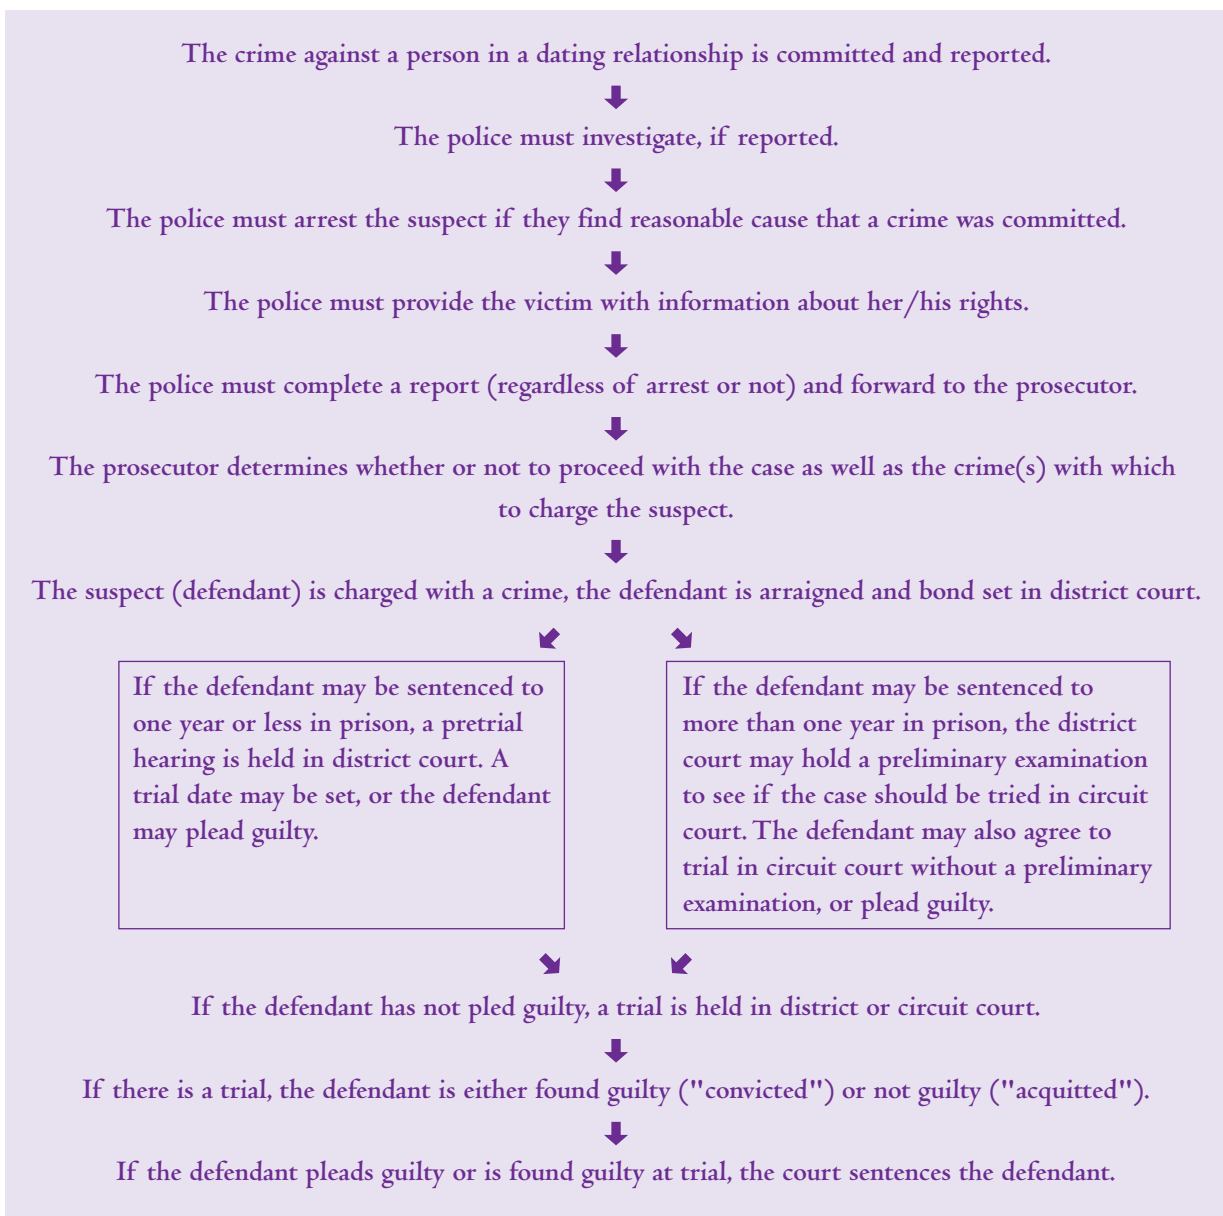 The crime against a person in a dating relationship is committed and reported.
The police must investigate, if reported.
The police must arrest the suspect if they find reasonable cause that a crime was committed.
The police must provide the victim with information about her/his rights.
The police must complete a report (regardless of arrest or not) and forward to the prosecutor.
The prosecutor determines whether or not to proceed with the case as well as the crime(s) with which
to charge the suspect.
The suspect (defendant) is charged with a crime, the defendant is arraigned and bond set in district court.
If the defendant may be sentenced to
one year or less in prison, a pretrial
hearing is held in district court. A
trial date may be set, or the defendant
may plead guilty.
If the defendant may be sentenced to
more than one year in prison, the district
court may hold a preliminary examination
to see if the case should be tried in circuit
court. The defendant may also agree to
trial in circuit court without a preliminary
examination, or plead guilty.
If the defendant has not pled guilty, a trial is held in district or circuit court.
If there is a trial, the defendant is either found guilty ("convicted") or not guilty ("acquitted").
If the defendant pleads guilty or is found guilty at trial, the court sentences the defendant.